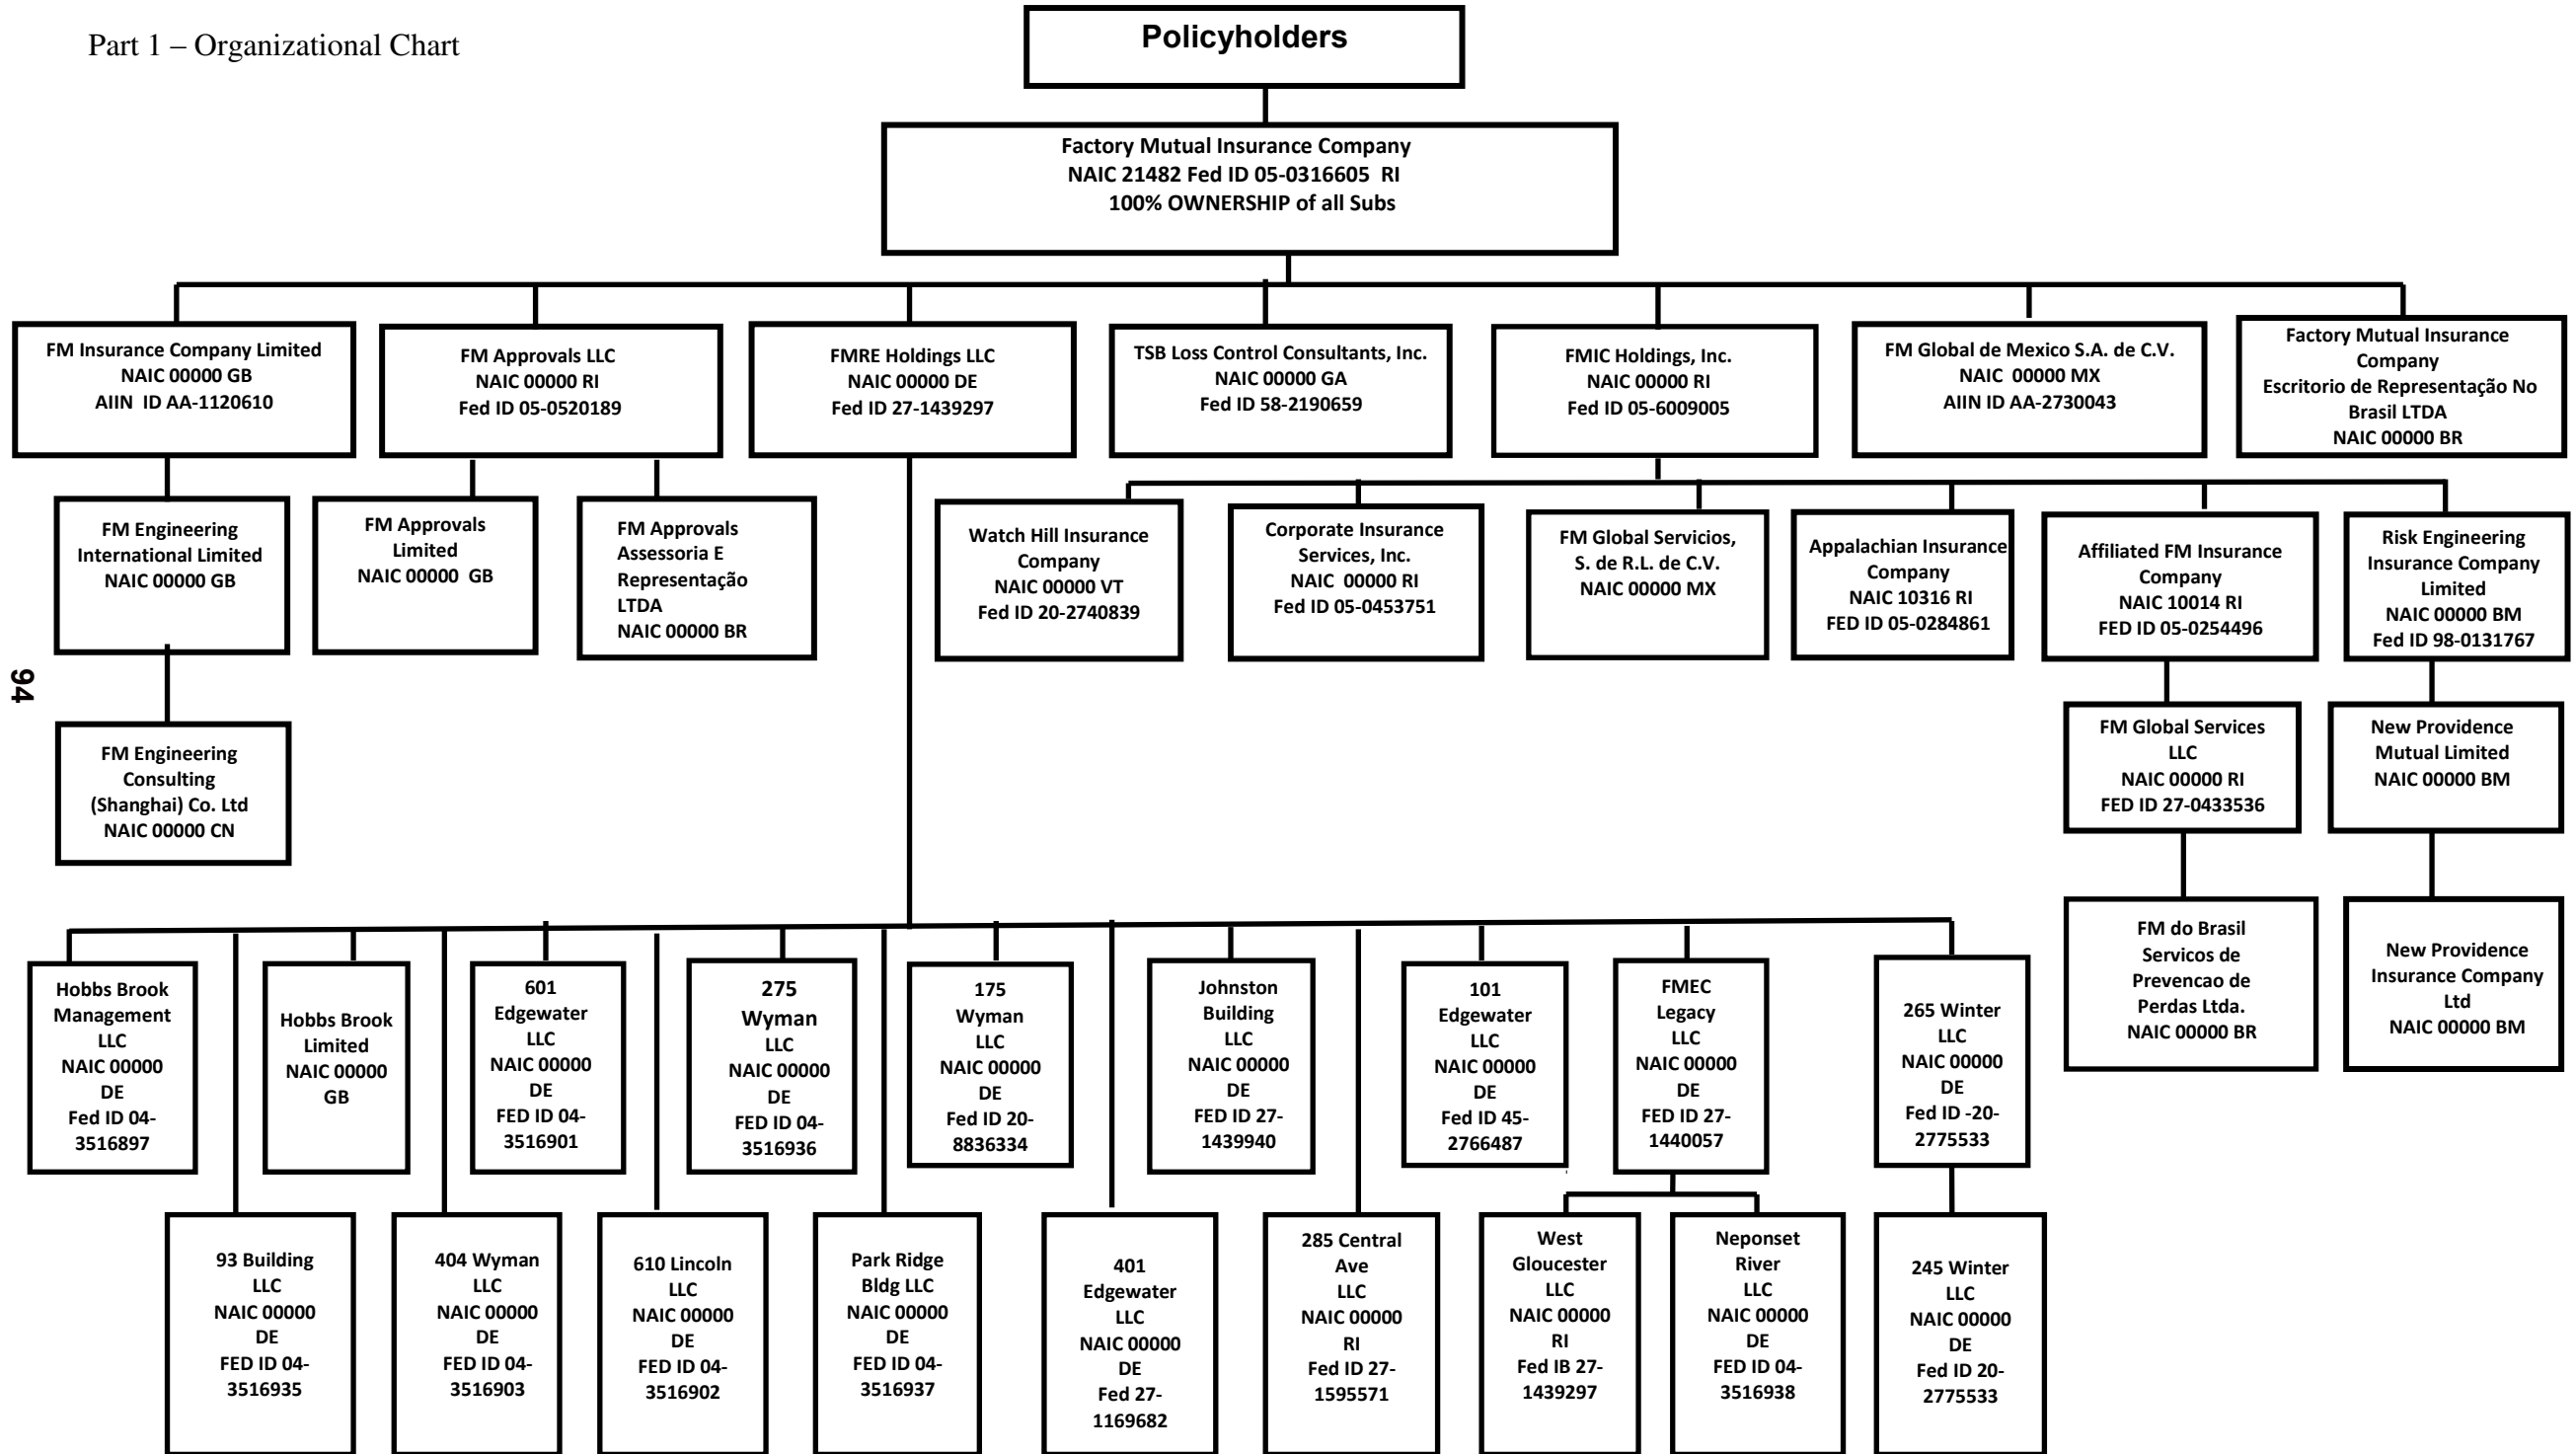 Part 1 – Organizational Chart
Policyholders
Factory Mutual Insurance Company
NAIC 21482 Fed ID 05-0316605 RI
100% OWNERSHIP of all Subs
FM Insurance Company Limited
NAIC 00000 GB
AIIN ID AA-1120610
FM Approvals LLC
NAIC 00000 RI
Fed ID 05-0520189
FMRE Holdings LLC
NAIC 00000 DE
Fed ID 27-1439297
TSB Loss Control Consultants, Inc.
NAIC 00000 GA
Fed ID 58-2190659
FMIC Holdings, Inc.
NAIC 00000 RI
Fed ID 05-6009005
FM Global de Mexico S.A. de C.V.
NAIC 00000 MX
AIIN ID AA-2730043
Factory Mutual Insurance
Company
Escritorio de Representação No
Brasil LTDA
NAIC 00000 BR
FM Engineering
International Limited
NAIC 00000 GB
FM Approvals
Limited
NAIC 00000 GB
FM Approvals
Assessoria E
Representação
LTDA
NAIC 00000 BR
Watch Hill Insurance
Company
NAIC 00000 VT
Fed ID 20-2740839
Corporate Insurance
Services, Inc.
NAIC 00000 RI
Fed ID 05-0453751
FM Global Servicios,
S. de R.L. de C.V.
NAIC 00000 MX
Appalachian Insurance
Company
NAIC 10316 RI
FED ID 05-0284861
Affiliated FM Insurance
Company
NAIC 10014 RI
FED ID 05-0254496
Risk Engineering
Insurance Company
Limited
NAIC 00000 BM
Fed ID 98-0131767
94
FM Engineering
Consulting
(Shanghai) Co. Ltd
NAIC 00000 CN
FM Global Services
LLC
NAIC 00000 RI
FED ID 27-0433536
New Providence
Mutual Limited
NAIC 00000 BM
FM do Brasil
Servicos de
Prevencao de
Perdas Ltda.
NAIC 00000 BR
New Providence
Insurance Company
Ltd
NAIC 00000 BM
Hobbs Brook
Management
LLC
NAIC 00000
DE
Fed ID 04-
3516897
Hobbs Brook
Limited
NAIC 00000
GB
601
Edgewater
LLC
NAIC 00000
DE
FED ID 04-
3516901
275
Wyman
LLC
NAIC 00000
DE
FED ID 04-
3516936
175
Wyman
LLC
NAIC 00000
DE
Fed ID 20-
8836334
Johnston
Building
LLC
NAIC 00000
DE
FED ID 27-
1439940
101
Edgewater
LLC
NAIC 00000
DE
Fed ID 45-
2766487
FMEC
Legacy
LLC
NAIC 00000
DE
FED ID 27-
1440057
265 Winter
LLC
NAIC 00000
DE
Fed ID -20-
2775533
93 Building
LLC
NAIC 00000
DE
FED ID 04-
3516935
404 Wyman
LLC
NAIC 00000
DE
FED ID 04-
3516903
610 Lincoln
LLC
NAIC 00000
DE
FED ID 04-
3516902
Park Ridge
Bldg LLC
NAIC 00000
DE
FED ID 04-
3516937
401
Edgewater
LLC
NAIC 00000
DE
Fed 27-
1169682
285 Central
Ave
LLC
NAIC 00000
RI
Fed ID 27-
1595571
West
Gloucester
LLC
NAIC 00000
RI
Fed IB 27-
1439297
Neponset
River
LLC
NAIC 00000
DE
FED ID 04-
3516938
245 Winter
LLC
NAIC 00000
DE
Fed ID 20-
2775533